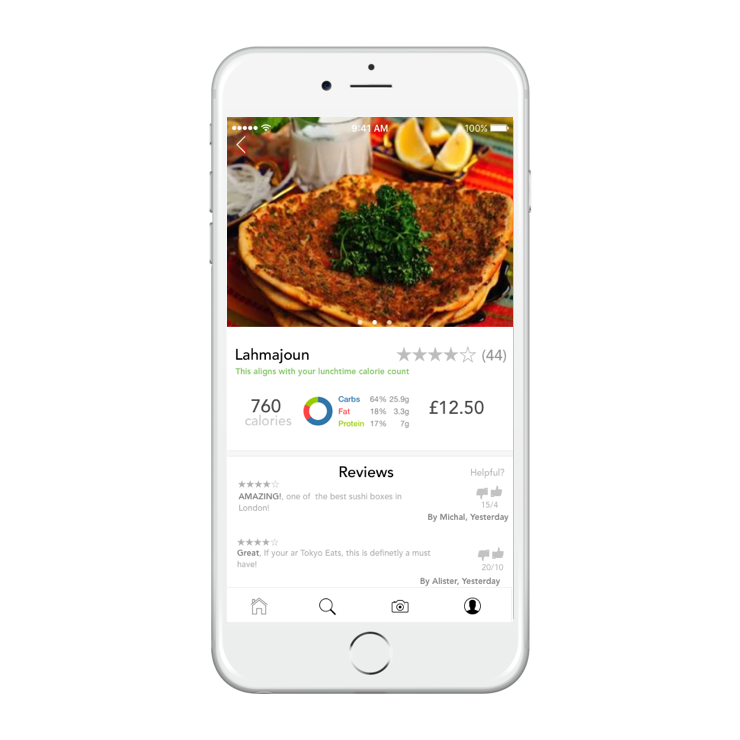 9:41 AM 100%
Lahmajoun (44)
This aligns with your lunchtime calorie count
760
calories
Carbs 64% 25.9g
Fat 18% 3.3g
Protein 17% 7g
£12.50
Reviews Helpful?
AMAZING!, one of the best sushi boxes in
London!
15/4
By Michal, Yesterday
Great, If your ar Tokyo Eats, this is definetly a must
have!
20/10
By Alister, Yesterday